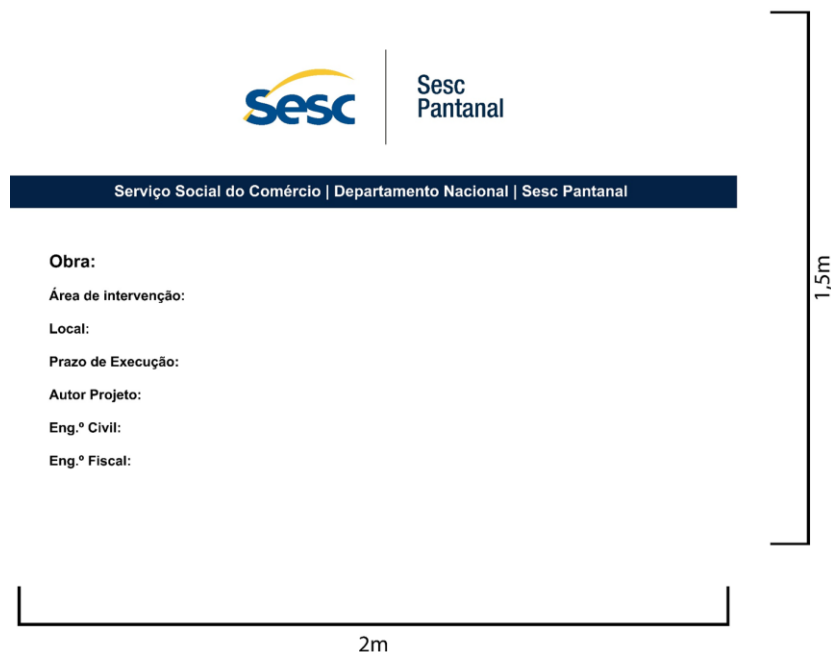 Sesc
Sesc
Pantanal
Serviço Social do Comércio | Departamento Nacional | Sesc Pantanal
Obra:
Área de intervenção:
Local:
Prazo de Execução:
Autor Projeto:
Eng.º Civil:
Eng.º Fiscal:
1,5m
2m